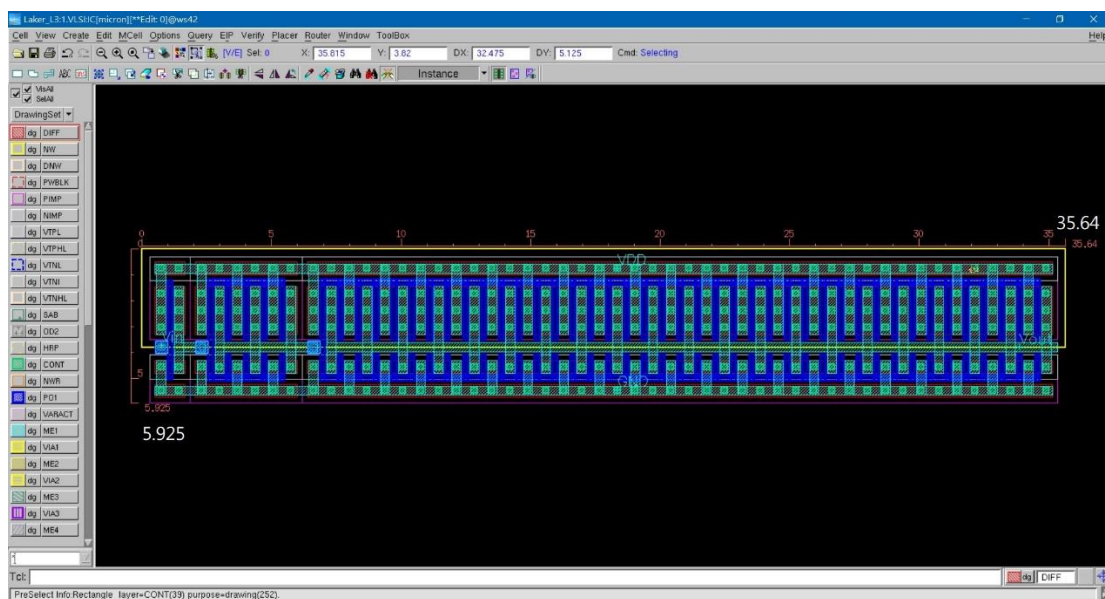 Laker_L3:1.VLSI:IC[micron][**Edit: 0]@ws42
Cell View Create Edit MCell Options Query EIP Verify Placer Router Window ToolBox Help
[V/E] Sel: 0 X: 35.815 Y: 3.82 DX: 32.475 DY: 5.125 Cmd: Selecting
ABC Instance
VisAll
SelAll
DrawingSet
dg DIFF
dg NW
dg DNW
dg PWBLK
dg PIMP
dg NIMP
dg VTPL
dg VTPHL
dg VTNL
dg VTNI
dg VTNHL
dg SAB
dg OD2
dg HRP
dg CONT
dg NWR
dg PO1
dg VARACT
dg ME1
dg VIA1
dg ME2
dg VIA2
dg ME3
dg VIA3
dg ME4
35.64
0 5 10 15 20 25 30 35 35.64
0
VDD
Vin Vout
5
GND
5.925
5.925
1
Tcl: dg DIFF
PreSelect Info:Rectangle layer=CONT(39) purpose=drawing(252).